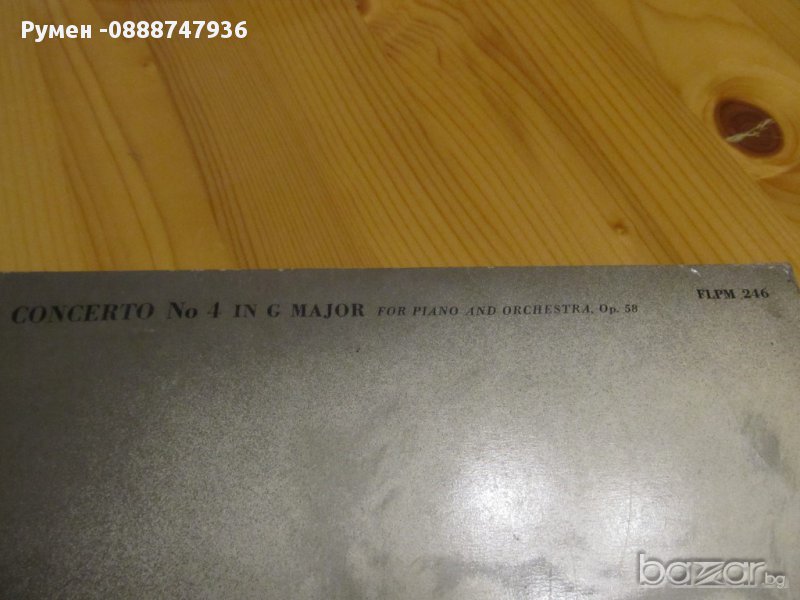 Румен -0888747936
CONCERTO No 4 IN G MAJOR FOR PIANO AND ORCHESTRA, Op. 58 FLPM 246
bazar.bg